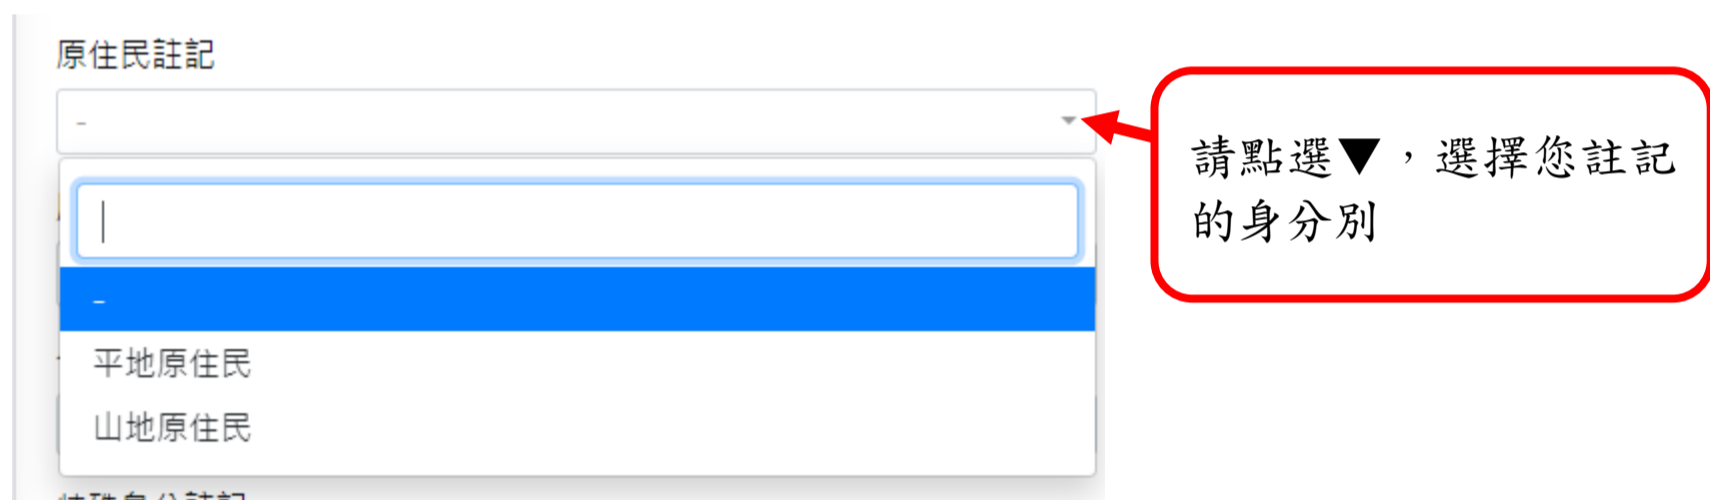 原住民註記
-
請點選▼，選擇您註記
的身分別
-
平地原住民
山地原住民